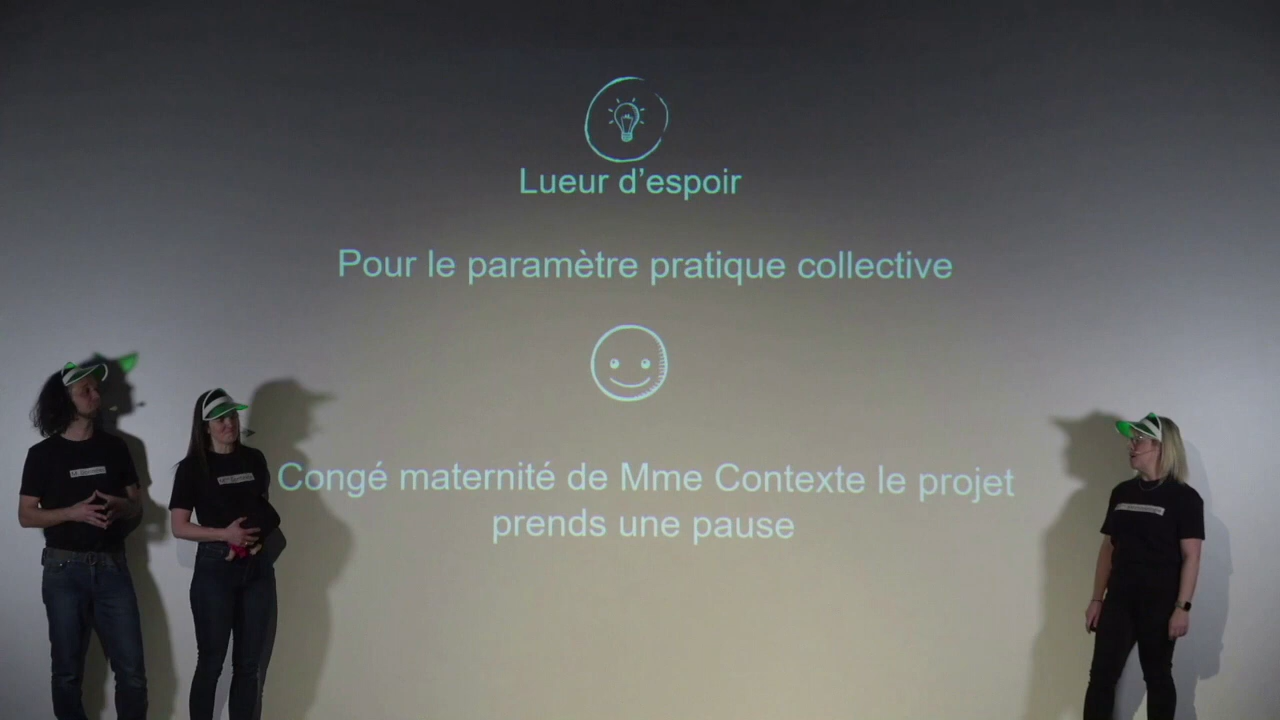 Lueur d'espoir
Pour le paramètre pratique collective
Congé maternité de Mme Contexte le projet
prends une pause